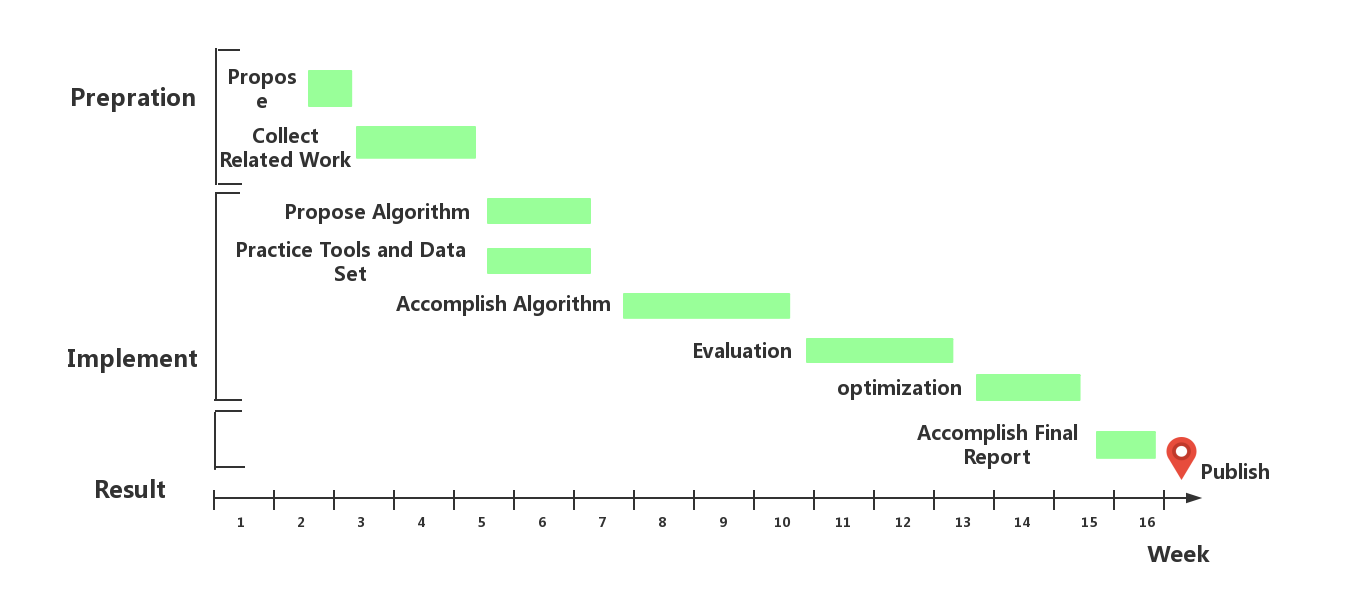 Prepration
Propos
e
Collect
Related Work
Propose Algorithm
Practice Tools and Data
Set
Accomplish Algorithm
Implement
Evaluation
optimization
Accomplish Final
Report
Publish
Result
1 2 3 4 5 6 7 8 9 10 11 12 13 14 15 16
Week